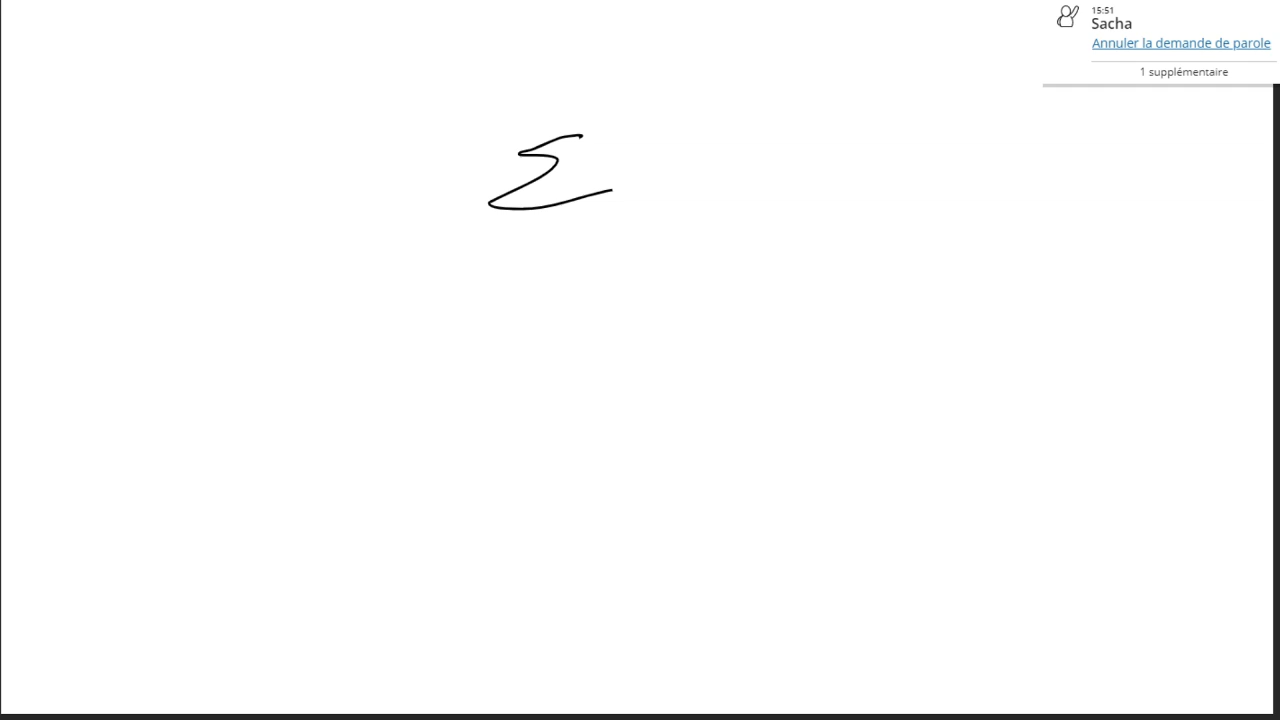 15:51
Sacha
Annuler la demande de parole
1 supplémentaire
Σ